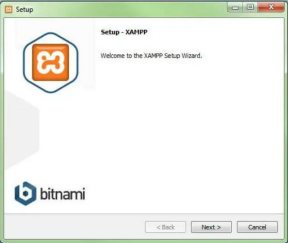 Setup
Setup - XAMPP
Welcome to the XAMPP Setup Wizard.
bitnami
< Back
Next >
Cancel